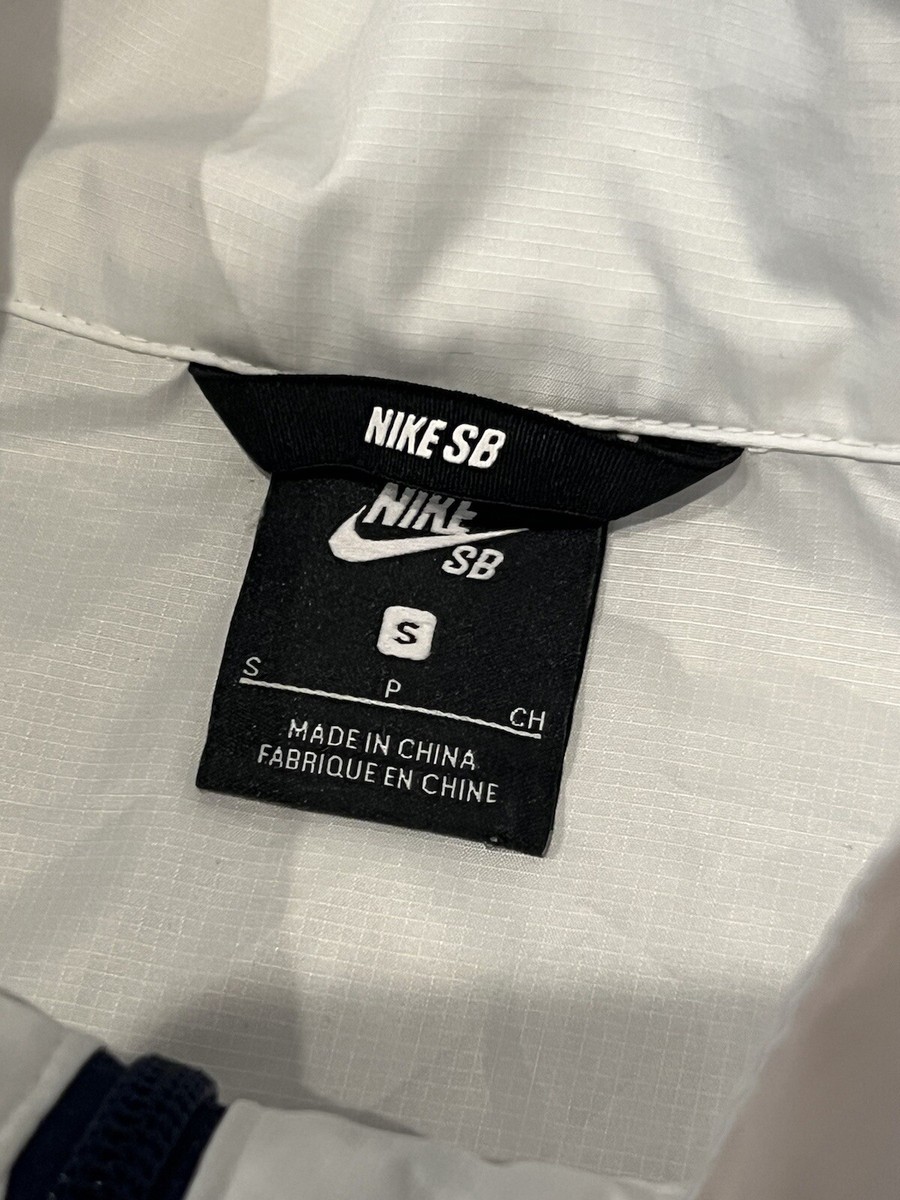 NIKE SB
NIKE
SB
S
S
P
CH
MADE IN CHINA
FABRIQUE EN CHINE